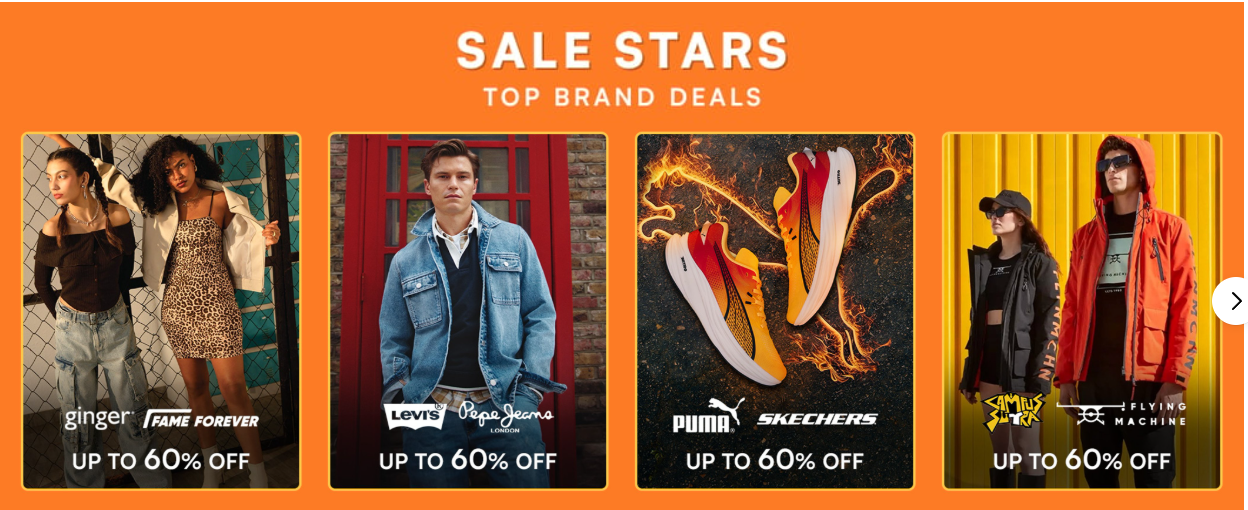 SALE STARS
TOP BRAND DEALS
ginger FAME FOREVER
UP TO 60% OFF
Levi's® Pepe Jeans
LONDON
UP TO 60% OFF
PUMA® SKECHERS
UP TO 60% OFF
CAMPUS SUTRA
FLYING MACHINE
UP TO 60% OFF